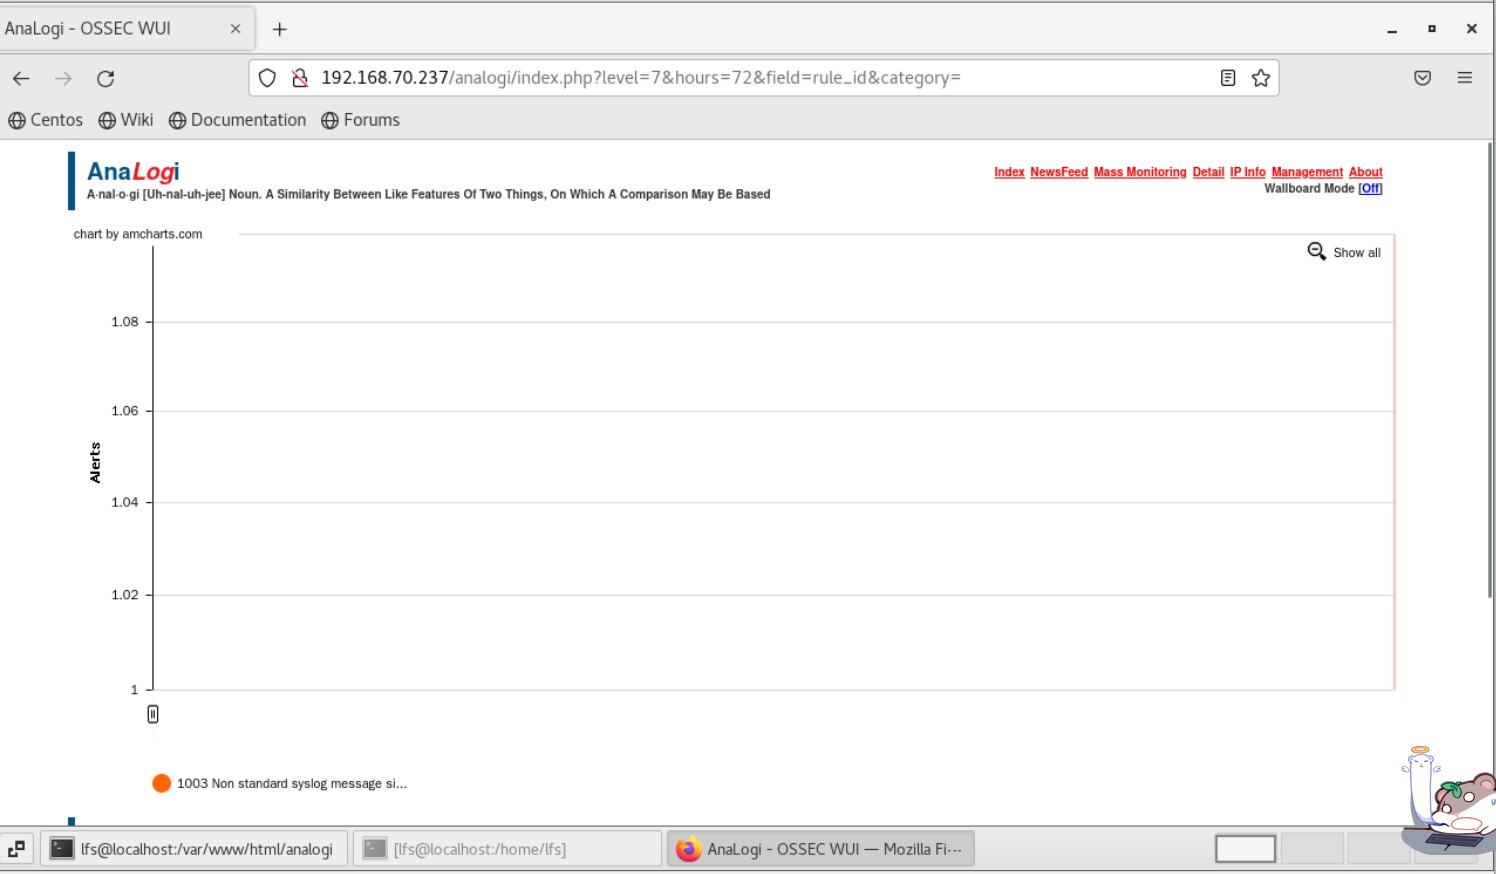 AnaLogi - OSSEC WUI
192.168.70.237/analogi/index.php?level=7&hours=72&field=rule_id&category=
Centos Wiki Documentation Forums
AnaLogi
A·nal·o·gi [Uh-nal-uh-jee] Noun. A Similarity Between Like Features Of Two Things, On Which A Comparison May Be Based
Index NewsFeed Mass Monitoring Detail IP Info Management About
Wallboard Mode [Off]
chart by amcharts.com
Show all
1.08
1.06
Alerts
1.04
1.02
1
1003 Non standard syslog message si...
lfs@localhost:/var/www/html/analogi
[lfs@localhost:/home/lfs]
AnaLogi - OSSEC WUI — Mozilla Fi···